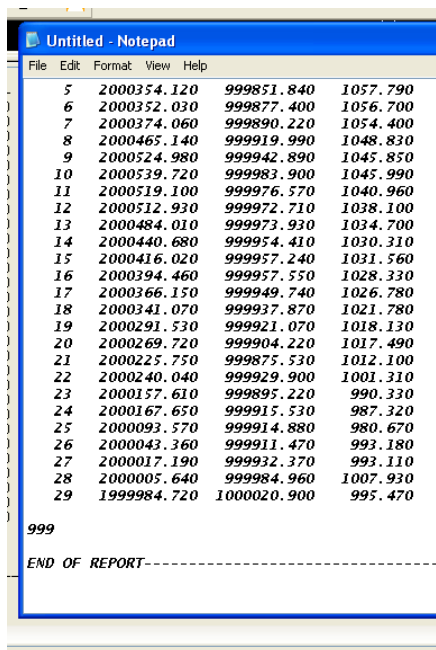 Untitled - Notepad
File Edit Format View Help
5 2000354.120 999851.840 1057.790
6 2000352.030 999877.400 1056.700
7 2000374.060 999890.220 1054.400
8 2000465.140 999919.990 1048.830
9 2000524.980 999942.890 1045.850
10 2000539.720 999983.900 1045.990
11 2000519.100 999976.570 1040.960
12 2000512.930 999972.710 1038.100
13 2000484.010 999973.930 1034.700
14 2000440.680 999954.410 1030.310
15 2000416.020 999957.240 1031.560
16 2000394.460 999957.550 1028.330
17 2000366.150 999949.740 1026.780
18 2000341.070 999937.870 1021.780
19 2000291.530 999921.070 1018.130
20 2000269.720 999904.220 1017.490
21 2000225.750 999875.530 1012.100
22 2000240.040 999929.900 1001.310
23 2000157.610 999895.220 990.330
24 2000167.650 999915.530 987.320
25 2000093.570 999914.880 980.670
26 2000043.360 999911.470 993.180
27 2000017.190 999932.370 993.110
28 2000005.640 999984.960 1007.930
29 1999984.720 1000020.900 995.470
999
END OF REPORT--------------------------------